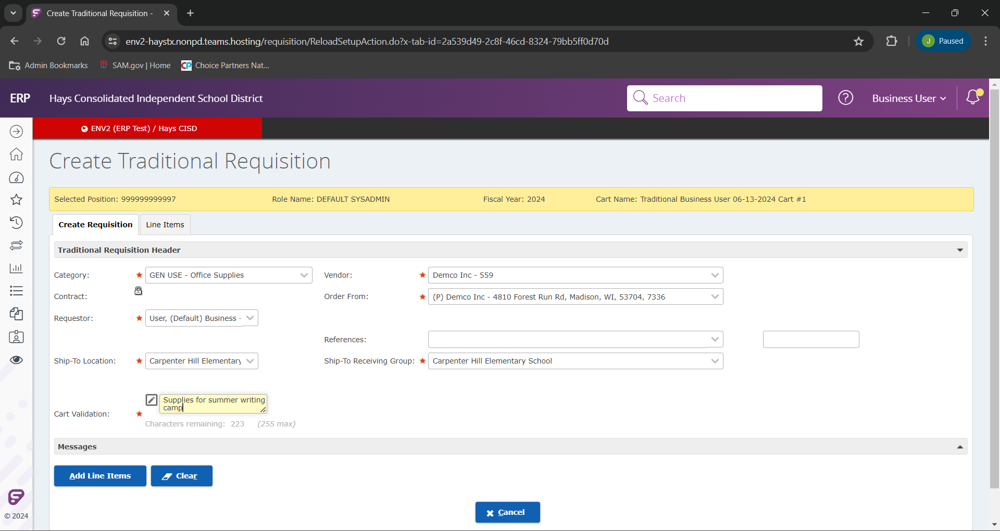 Create Traditional Requisition -
env2-haystx.nonpd.teams.hosting/requisition/ReloadSetupAction.do?x-tab-id=2a539d49-2c8f-46cd-8324-79bb5ff0d70d
J Paused
Admin Bookmarks SAM.gov | Home CP Choice Partners Nat...
ERP Hays Consolidated Independent School District Search ? Business User
ENV2 (ERP Test) / Hays CISD
Create Traditional Requisition
Selected Position: 999999999997 Role Name: DEFAULT SYSADMIN Fiscal Year: 2024 Cart Name: Traditional Business User 06-13-2024 Cart #1
Create Requisition Line Items
Traditional Requisition Header
Category: GEN USE - Office Supplies Vendor: Demco Inc - 559
Contract: Order From: (P) Demco Inc - 4810 Forest Run Rd, Madison, WI, 53704, 7336
Requestor: User, (Default) Business -
References:
Ship-To Location: Carpenter Hill Elementary Ship-To Receiving Group: Carpenter Hill Elementary School
Supplies for summer writing
camp
Cart Validation:
Characters remaining: 223 (255 max)
Messages
Add Line Items Clear
Cancel
© 2024